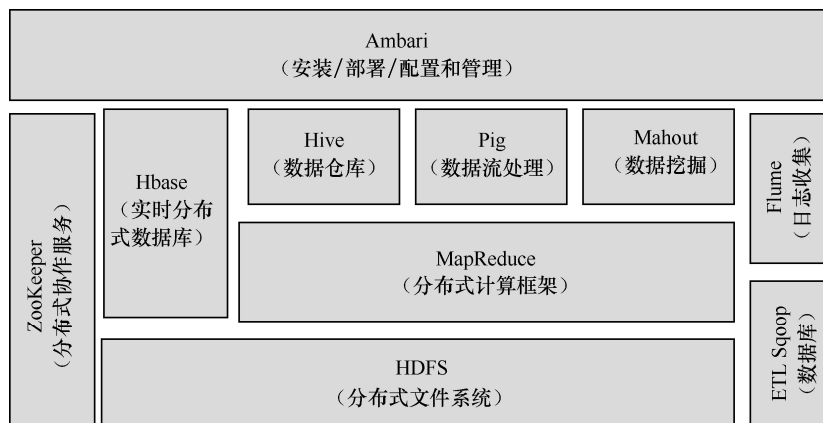 Ambari
（安装/部署/配置和管理）
ZooKeeper
（分布式协作服务）
Hbase
（实时分布
式数据库）
Hive
（数据仓库）
Pig
（数据流处理）
Mahout
（数据挖掘）
Flume
（日志收集）
MapReduce
（分布式计算框架）
HDFS
（分布式文件系统）
ETL Sqoop
（数据库）